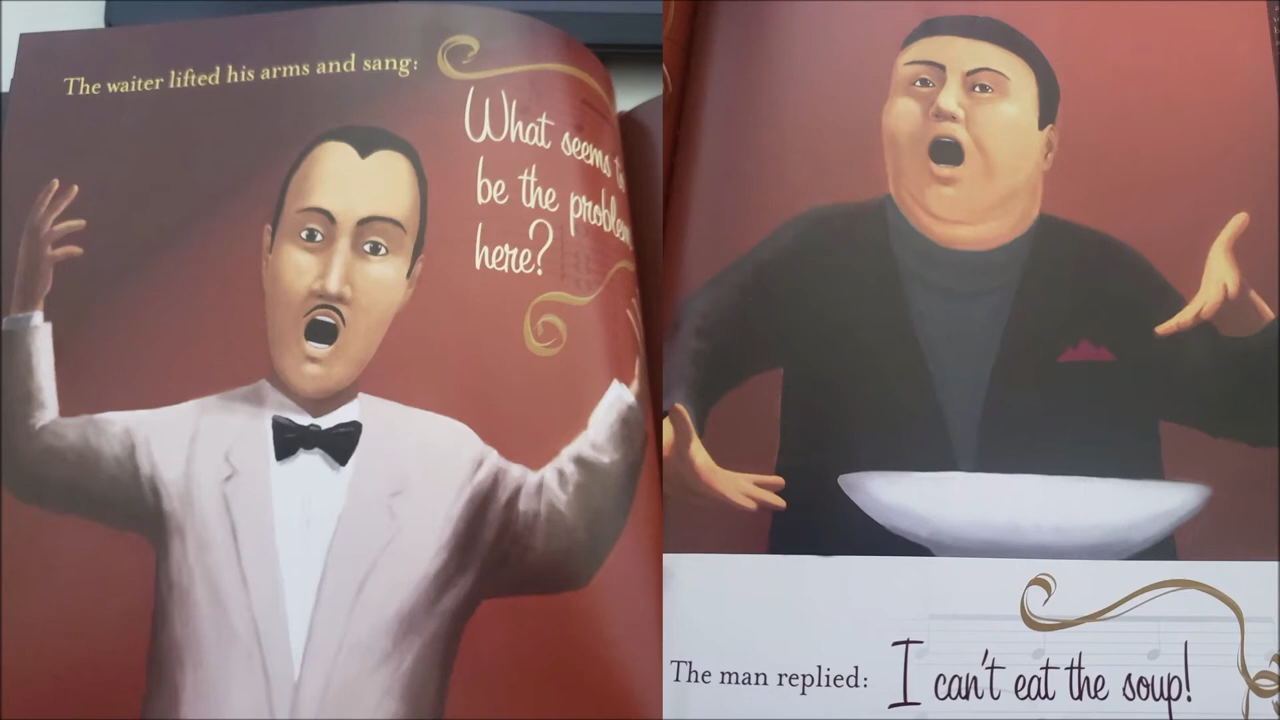 The waiter lifted his arms and sang:
What seems
be the problem
here?
The man replied: I can't eat the soup!